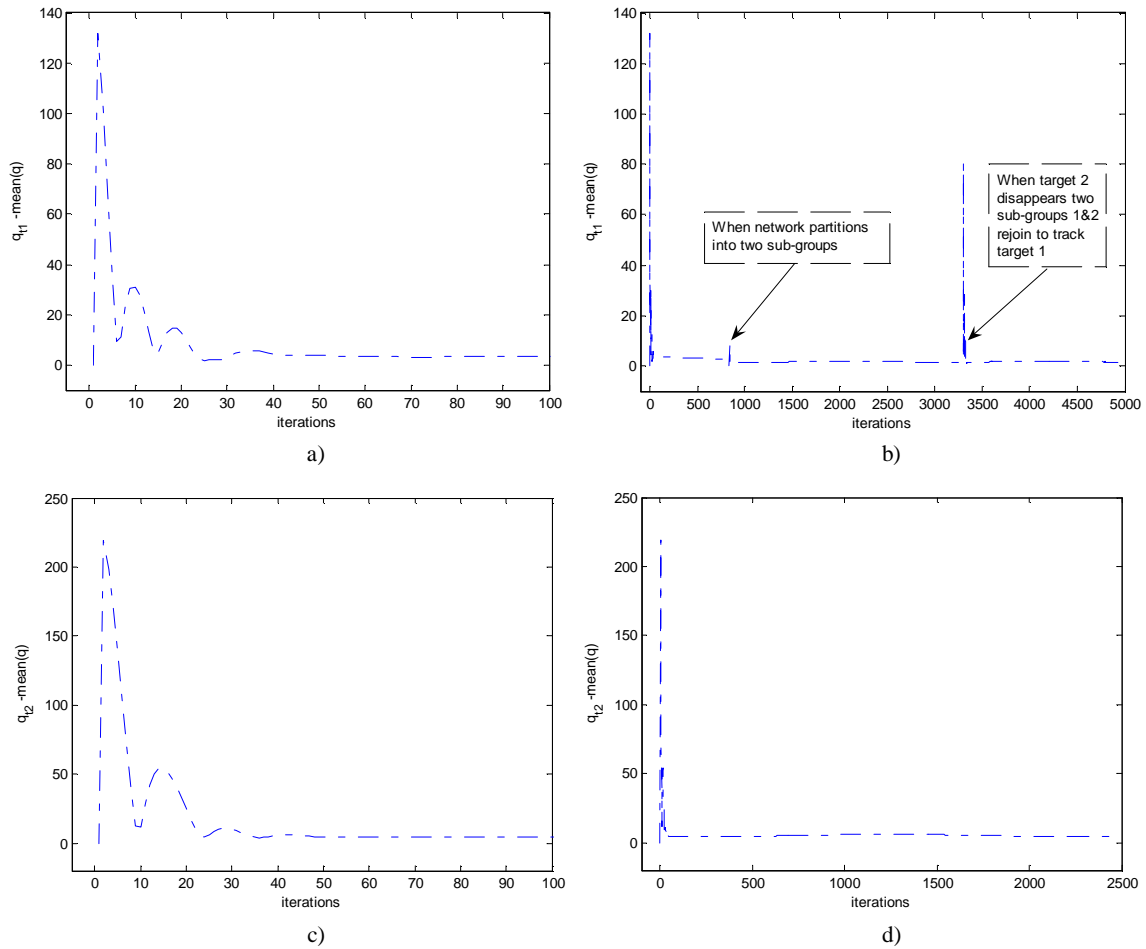 140
120
100
80
60
40
20
0
q_t1 -mean(q)
0 10 20 30 40 50 60 70 80 90 100
iterations
a)
140
120
100
80
60
40
20
0
q_t1 -mean(q)
When network partitions
into two sub-groups
When target 2
disappears two
sub-groups 1&2
rejoin to track
target 1
0 500 1000 1500 2000 2500 3000 3500 4000 4500 5000
iterations
b)
250
200
150
100
50
0
q_t2 -mean(q)
0 10 20 30 40 50 60 70 80 90 100
iterations
c)
250
200
150
100
50
0
q_t2 -mean(q)
0 500 1000 1500 2000 2500
iterations
d)